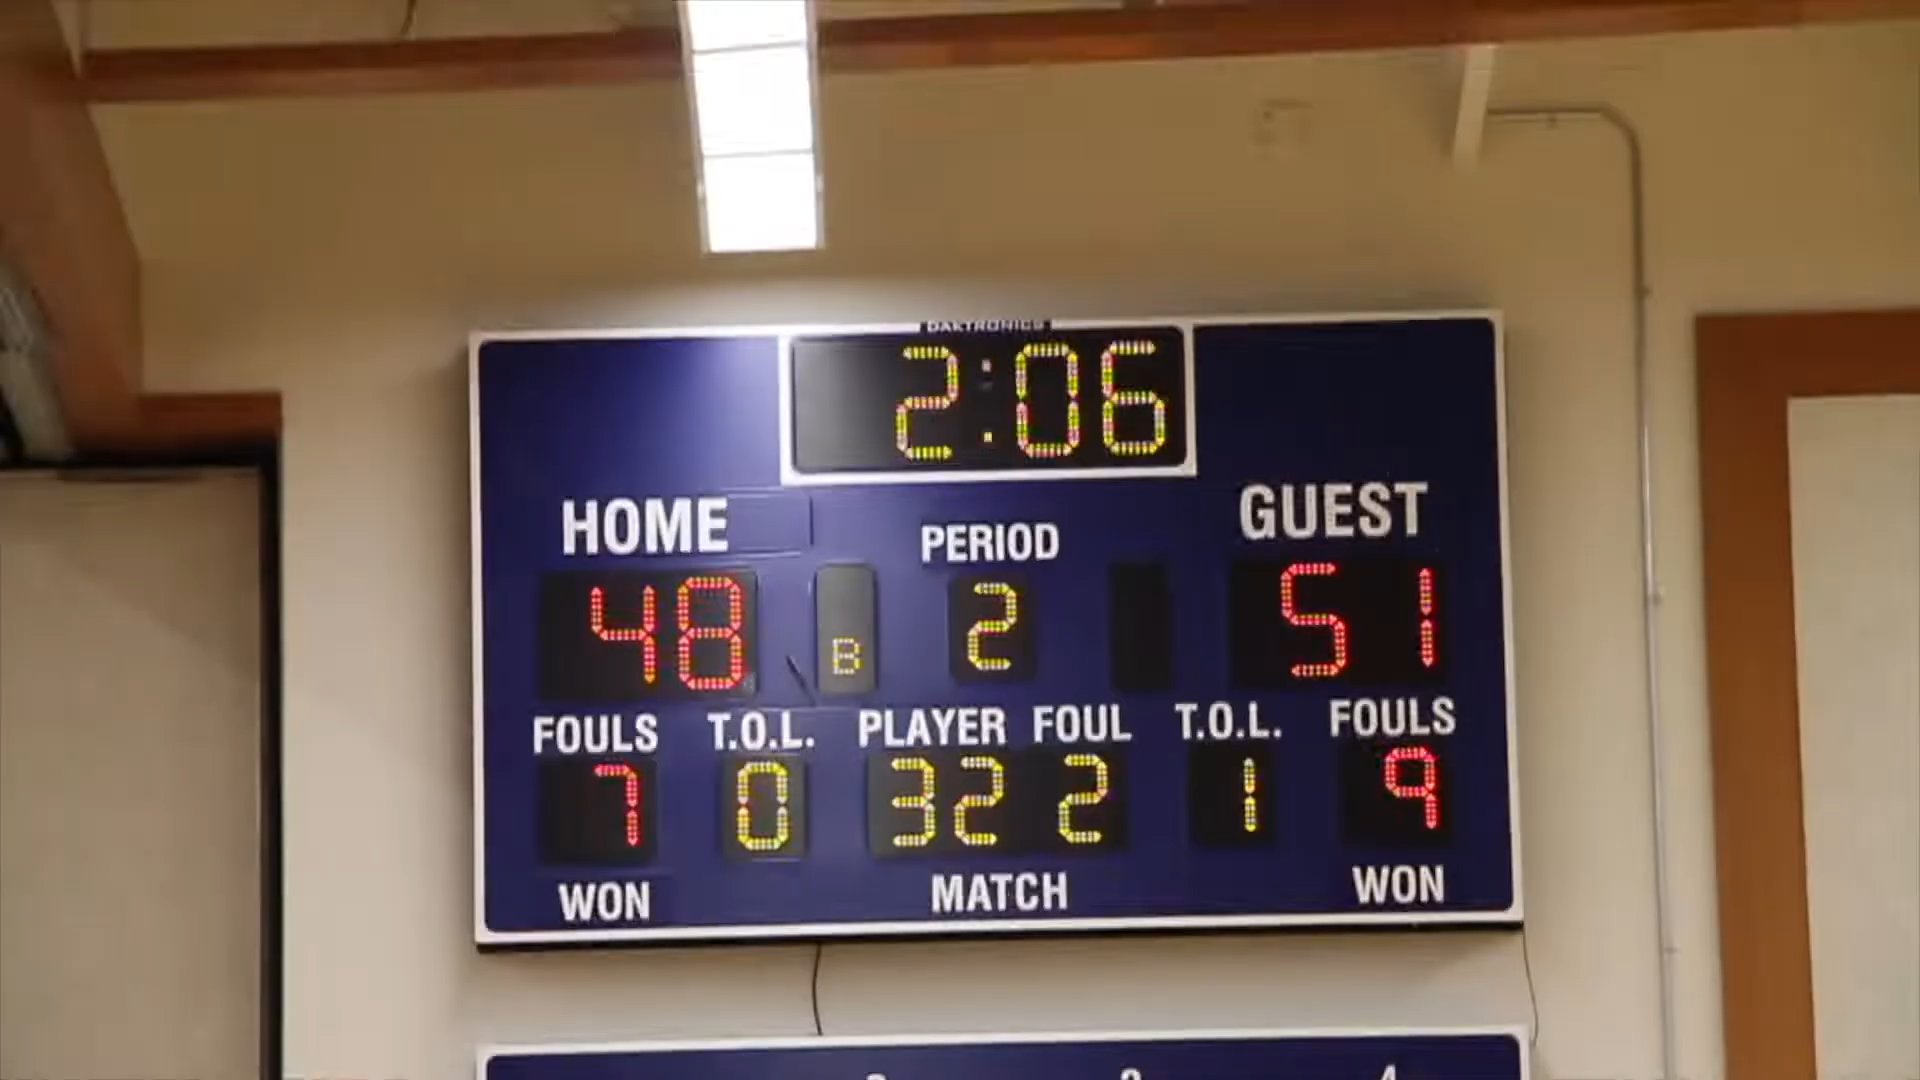 DAKTRONICS
2:06
HOME PERIOD GUEST
48 B 2 51
FOULS T.O.L. PLAYER FOUL T.O.L. FOULS
7 0 32 2 1 9
WON MATCH WON